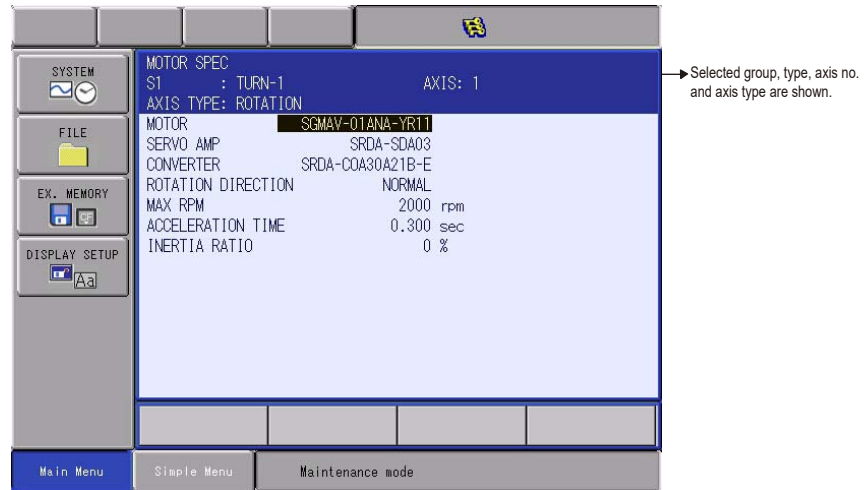 SYSTEM
FILE
EX. MEMORY
CF
DISPLAY SETUP
Aa
MOTOR SPEC
S1 : TURN-1 AXIS: 1
AXIS TYPE: ROTATION
MOTOR SGMAV-01ANA-YR11
SERVO AMP SRDA-SDA03
CONVERTER SRDA-COA30A21B-E
ROTATION DIRECTION NORMAL
MAX RPM 2000 rpm
ACCELERATION TIME 0.300 sec
INERTIA RATIO 0 %
Selected group, type, axis no.
and axis type are shown.
Main Menu
Simple Menu
Maintenance mode